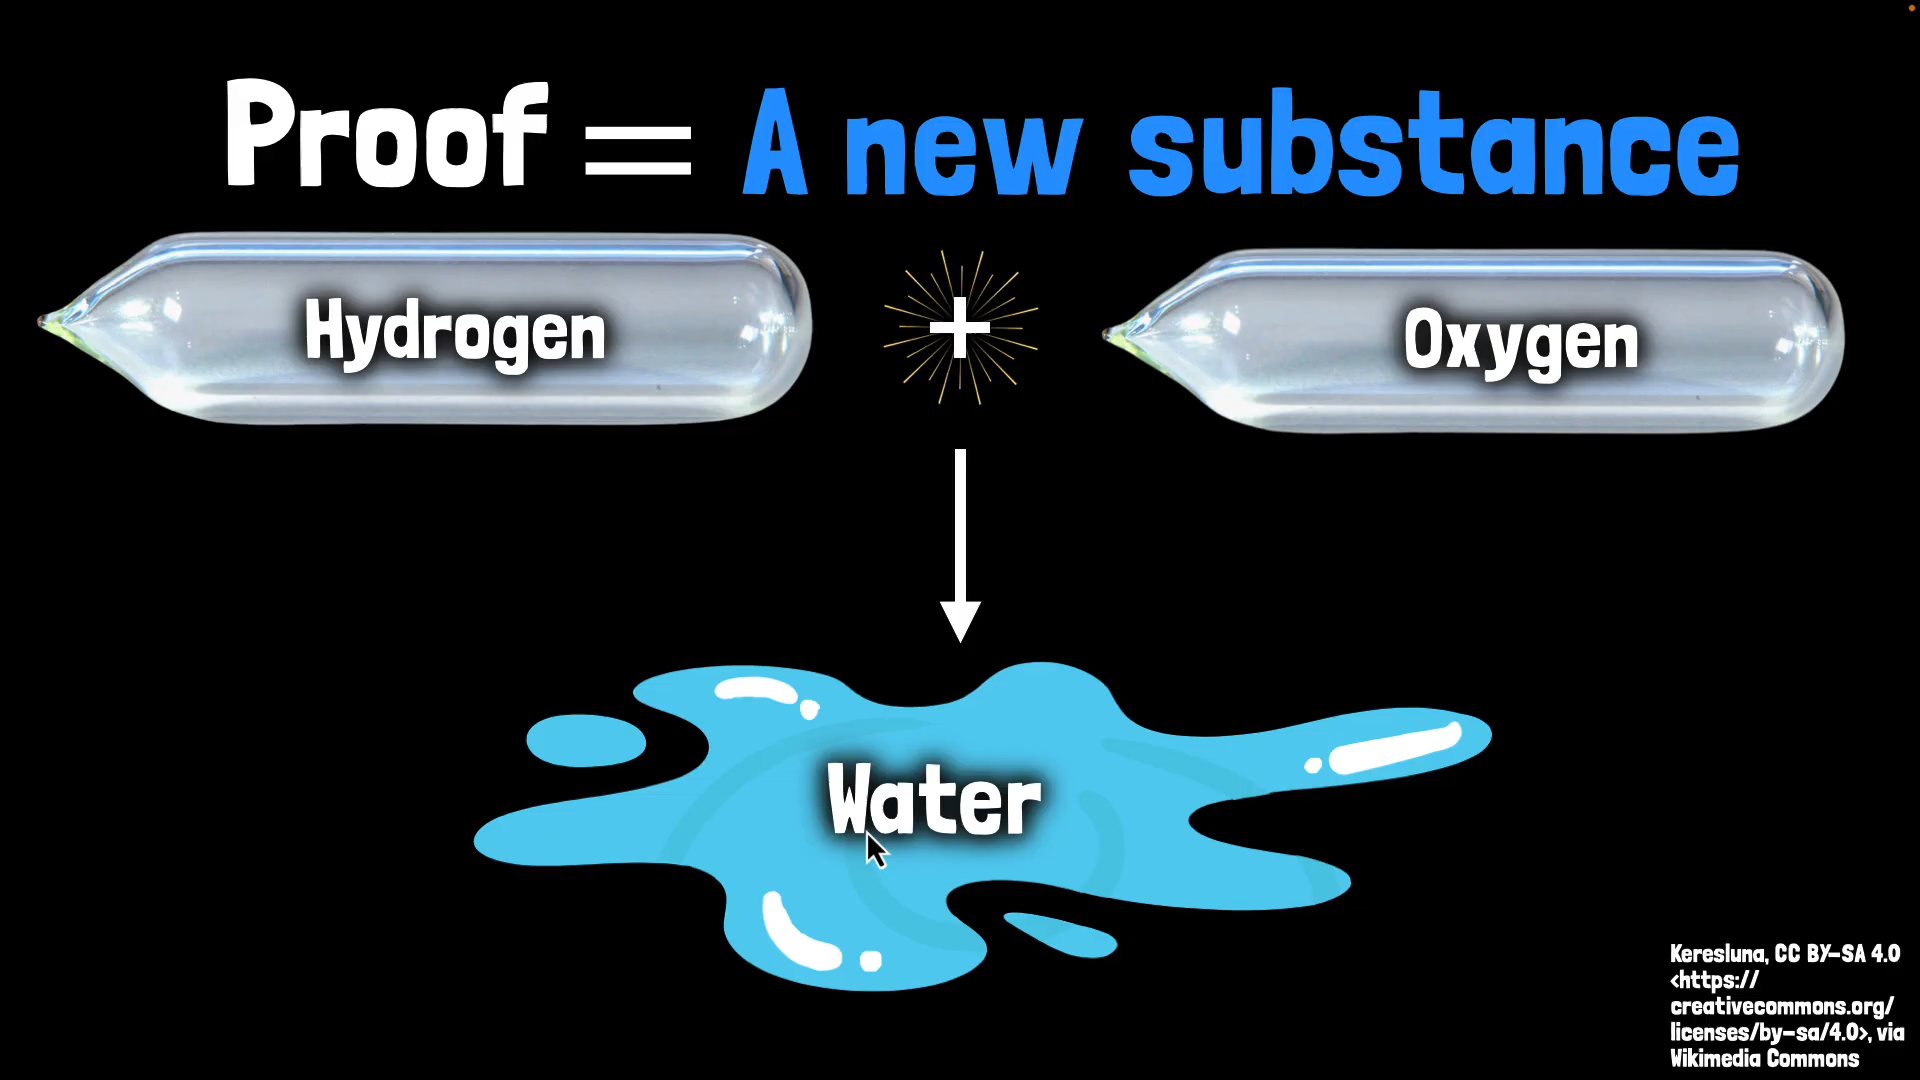 Proof = A new substance
Hydrogen + Oxygen
Water
Keresluna, CC BY-SA 4.0
<https://
creativecommons.org/
licenses/by-sa/4.0>, via
Wikimedia Commons